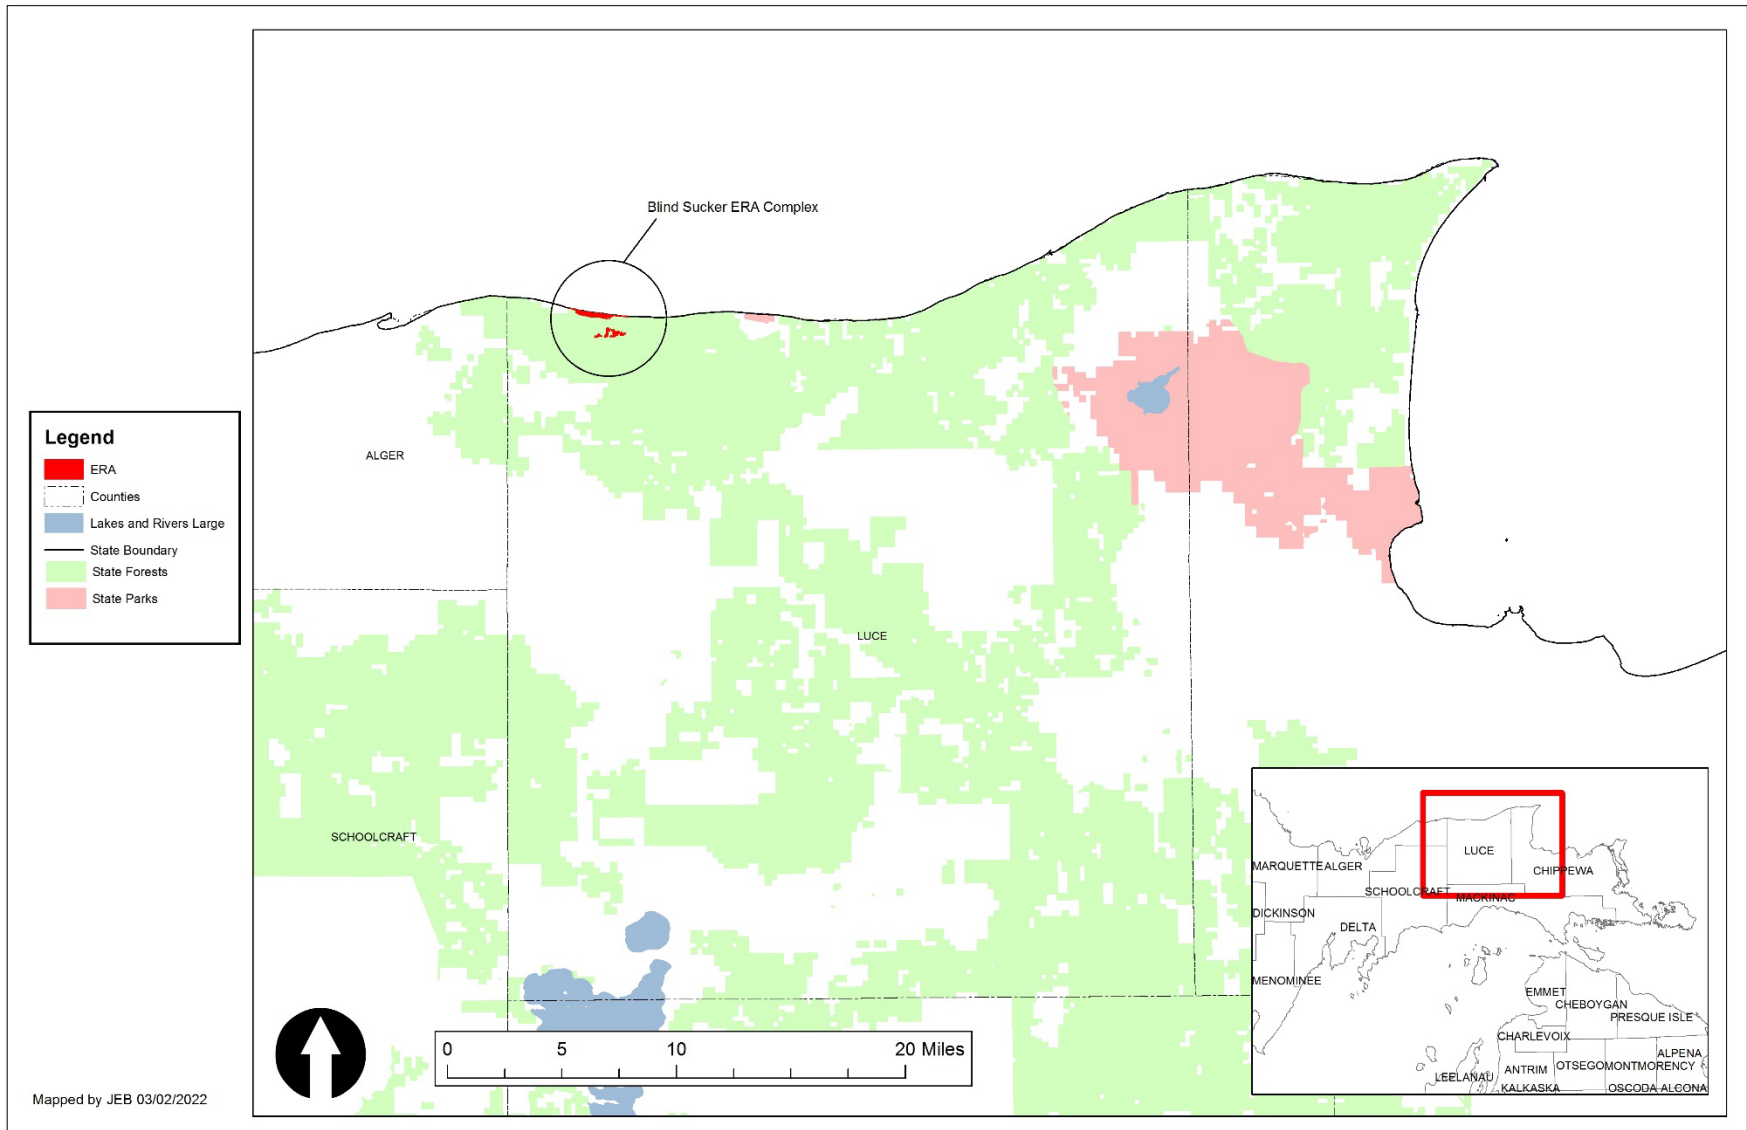 Blind Sucker ERA Complex
Legend
ERA
Counties
Lakes and Rivers Large
State Boundary
State Forests
State Parks
ALGER
LUCE
SCHOOLCRAFT
0 5 10 20 Miles
Mapped by JEB 03/02/2022
LUCE
MARQUETTE ALGER
CHIPPEWA
SCHOOLCRAFT
MACKINAC
DICKINSON
DELTA
MENOMINEE
EMMET
CHEBOYGAN
PRESQUE ISLE
CHARLEVOIX
ALPENA
ANTRIM
OTSEGO MONTMORENCY
LEELANAU
KALKASKA
OSCODA ALCONA